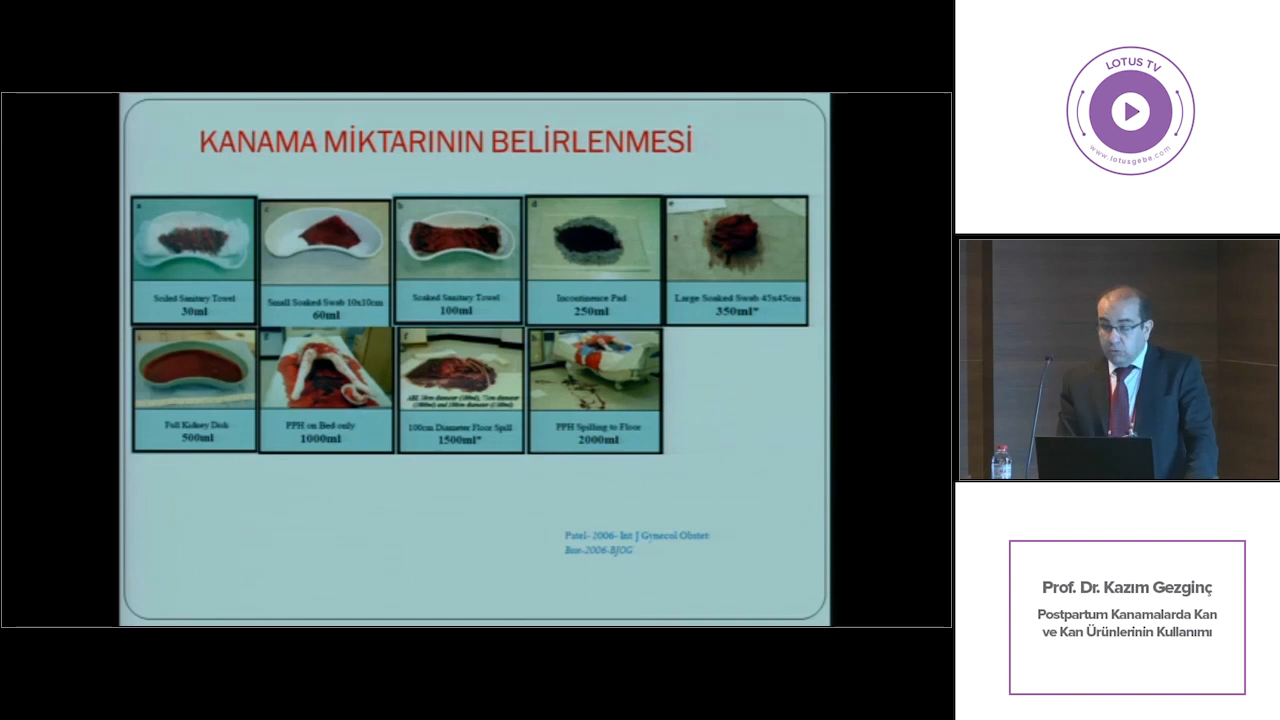 KANAMA MİKTARININ BELİRLENMESİ
a
Soiled Sanitary Towel
30ml
c
Small Soaked Swab 10x10cm
60ml
b
Soaked Sanitary Towel
100ml
d
Incontinence Pad
250ml
e
Large Soaked Swab 45x45cm
350ml*
Full Kidney Dish
500ml
PPH on Bed only
1000ml
f
100cm Diameter Floor Spill
1500ml*
PPH Spilling to Floor
2000ml
Patel- 2006- Int J Gynecol Obstet
Bose-2006-BJOG
LOTUS TV
www.lotusgebe.com
Prof. Dr. Kazım Gezginç
Postpartum Kanamalarda Kan
ve Kan Ürünlerinin Kullanımı